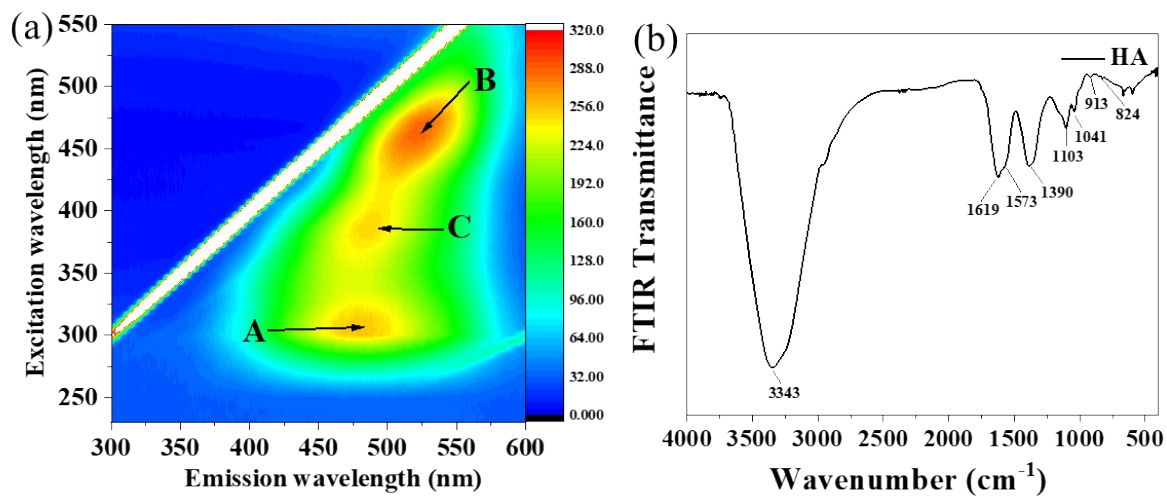 (a)
Excitation wavelength (nm)
550
500
450
400
350
300
250
300 350 400 450 500 550 600
Emission wavelength (nm)
B
C
A
320.0
288.0
256.0
224.0
192.0
160.0
128.0
96.00
64.00
32.00
0.000
(b)
FTIR Transmittance
HA
913
824
1041
1103
1390
1619
1573
3343
4000 3500 3000 2500 2000 1500 1000 500
Wavenumber (cm⁻¹)